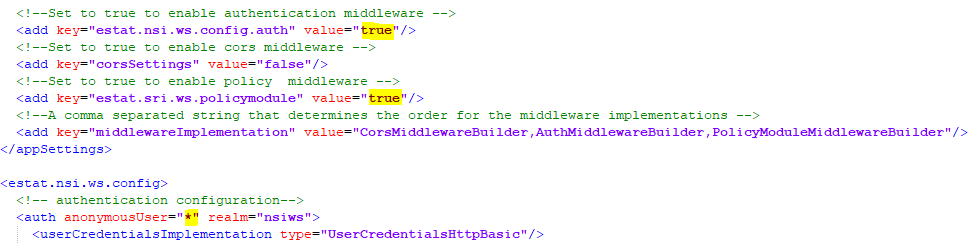 <!--Set to true to enable authentication middleware -->
<add key="estat.nsi.ws.config.auth" value="true"/>
<!--Set to true to enable cors middleware -->
<add key="corsSettings" value="false"/>
<!--Set to true to enable policy  middleware -->
<add key="estat.sri.ws.policymodule" value="true"/>
<!--A comma separated string that determines the order for the middleware implementations -->
<add key="middlewareImplementation" value="CorsMiddlewareBuilder,AuthMiddlewareBuilder,PolicyModuleMiddlewareBuilder"/>
</appSettings>
<estat.nsi.ws.config>
<!-- authentication configuration-->
<auth anonymousUser="*" realm="nsiws">
<userCredentialsImplementation type="UserCredentialsHttpBasic"/>